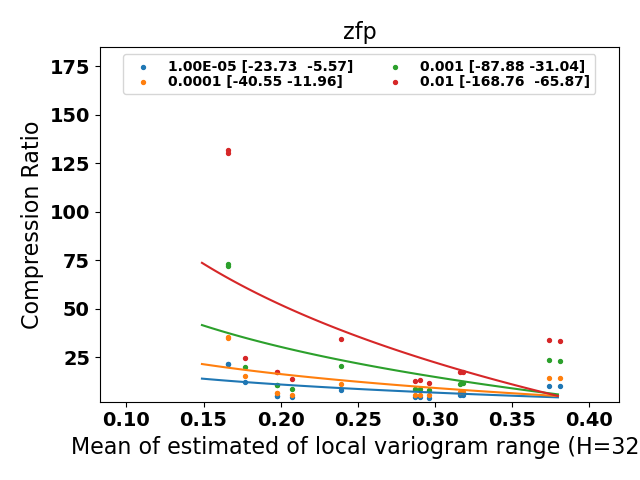 zfp
1.00E-05 [-23.73 -5.57]
0.0001 [-40.55 -11.96]
0.001 [-87.88 -31.04]
0.01 [-168.76 -65.87]
Compression Ratio
175
150
125
100
75
50
25
0.10 0.15 0.20 0.25 0.30 0.35 0.40
Mean of estimated of local variogram range (H=32